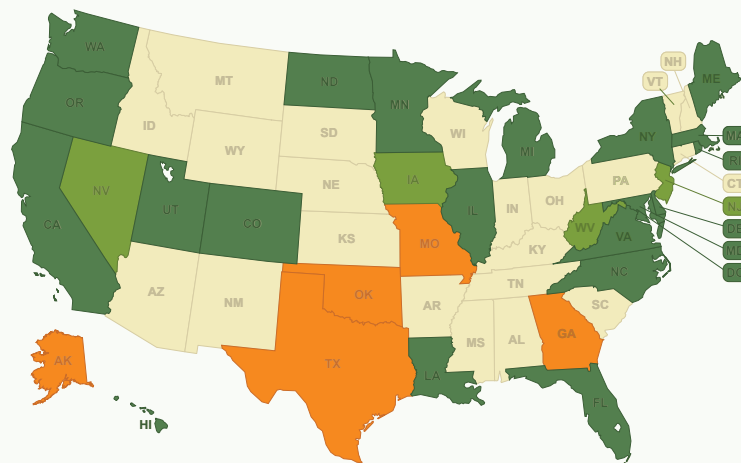 WA
MT
ND
MN
ME
NH
VT
OR
ID
SD
WI
NY
MA
MI
RI
WY
IA
PA
CT
NV
NE
NJ
UT
CO
IL
IN
OH
WV
DE
CA
KS
MO
KY
VA
MD
NC
DC
AZ
NM
OK
AR
TN
SC
MS
AL
GA
AK
TX
LA
FL
HI